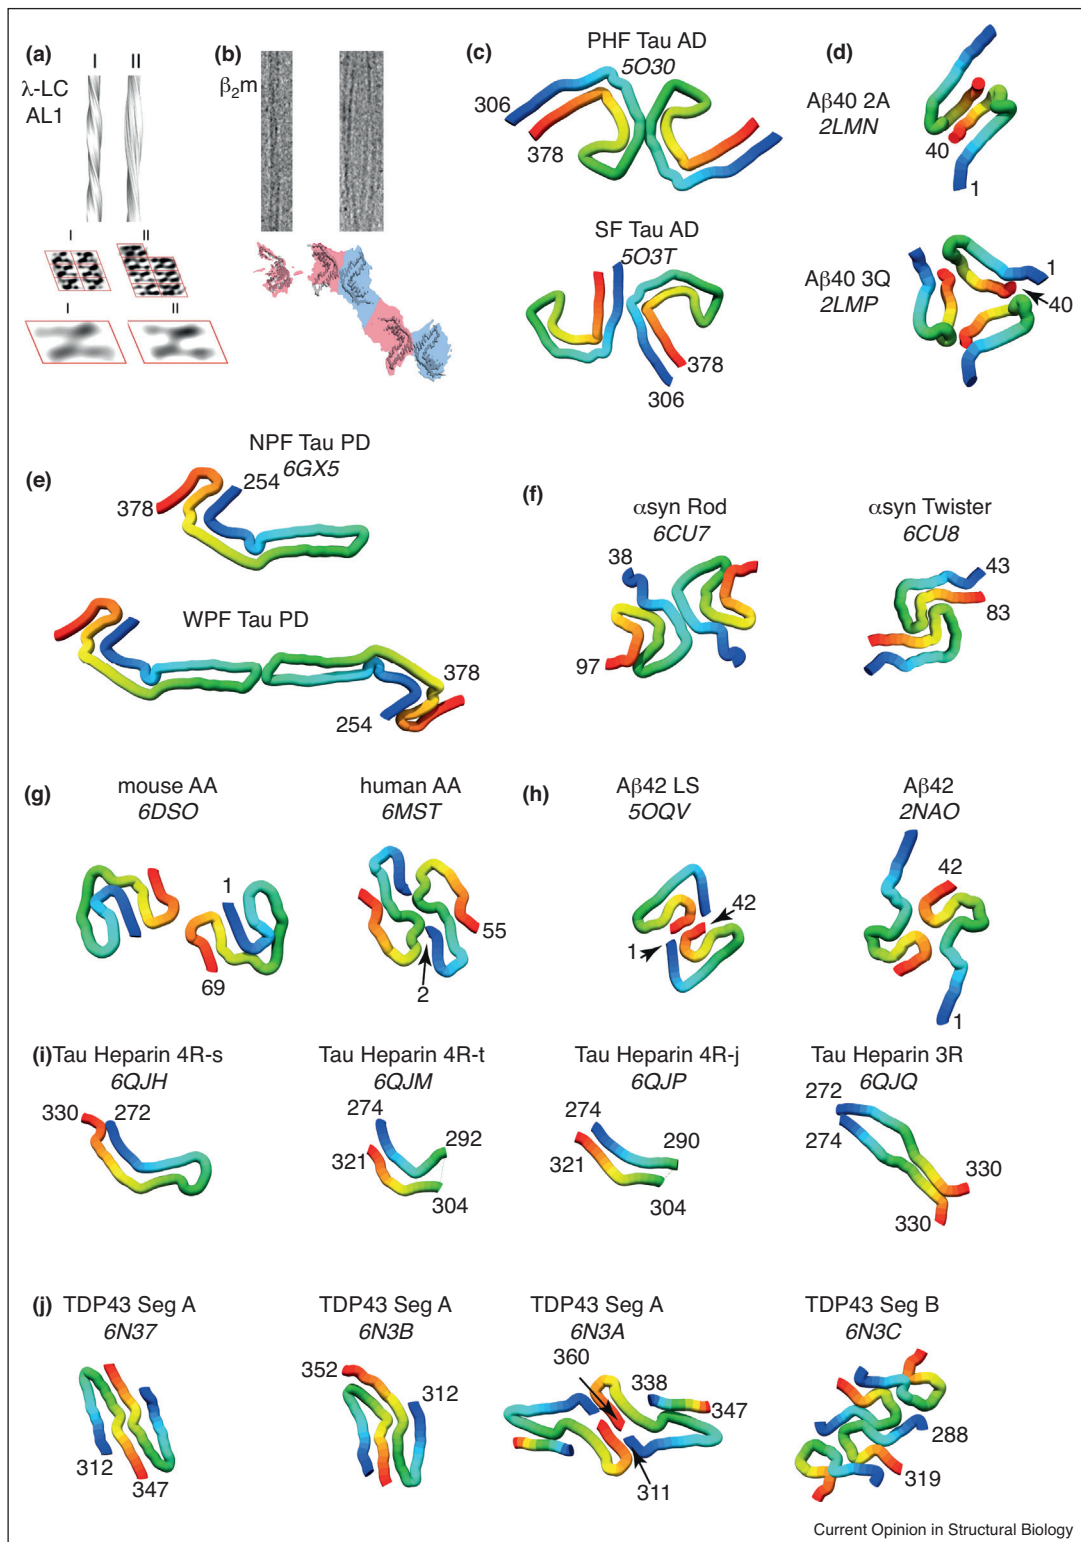 (a)
I II
λ-LC
AL1
I II
I II
(b)
β2m
(c)
PHF Tau AD
5O30
306
378
SF Tau AD
5O3T
378
306
(d)
Aβ40 2A
2LMN
40
1
Aβ40 3Q
2LMP
1
40
(e)
NPF Tau PD
6GX5
254
378
WPF Tau PD
378
254
(f)
αsyn Rod
6CU7
38
97
αsyn Twister
6CU8
43
83
(g)
mouse AA
6DSO
1
69
human AA
6MST
55
2
(h)
Aβ42 LS
5OQV
42
1
Aβ42
2NAO
42
1
(i) Tau Heparin 4R-s
6QJH
330 272
Tau Heparin 4R-t
6QJM
274
292
321
304
Tau Heparin 4R-j
6QJP
274
290
321
304
Tau Heparin 3R
6QJQ
272
274
330
330
(j)
TDP43 Seg A
6N37
312
347
TDP43 Seg A
6N3B
352
312
TDP43 Seg A
6N3A
360
338
347
311
TDP43 Seg B
6N3C
288
319
Current Opinion in Structural Biology